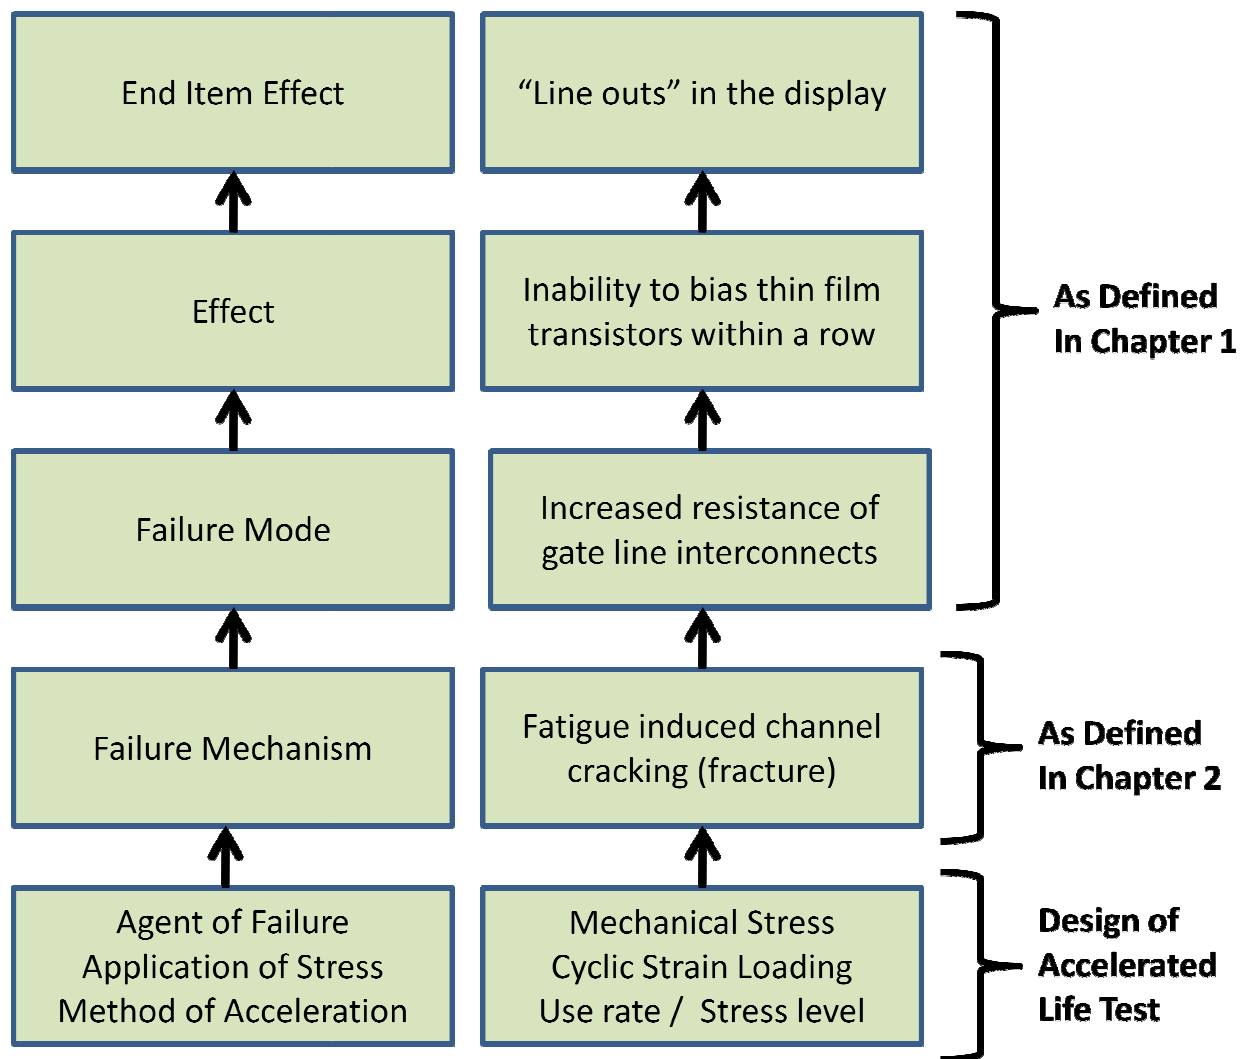 End Item Effect
“Line outs” in the display
Effect
Inability to bias thin film
transistors within a row
As Defined
In Chapter 1
Failure Mode
Increased resistance of
gate line interconnects
Failure Mechanism
Fatigue induced channel
cracking (fracture)
As Defined
In Chapter 2
Agent of Failure
Application of Stress
Method of Acceleration
Mechanical Stress
Cyclic Strain Loading
Use rate /  Stress level
Design of
Accelerated
Life Test